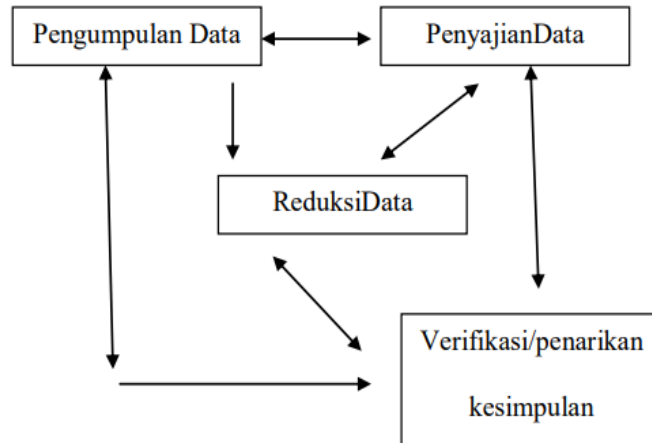 Pengumpulan Data
PenyajianData
ReduksiData
Verifikasi/penarikan
kesimpulan